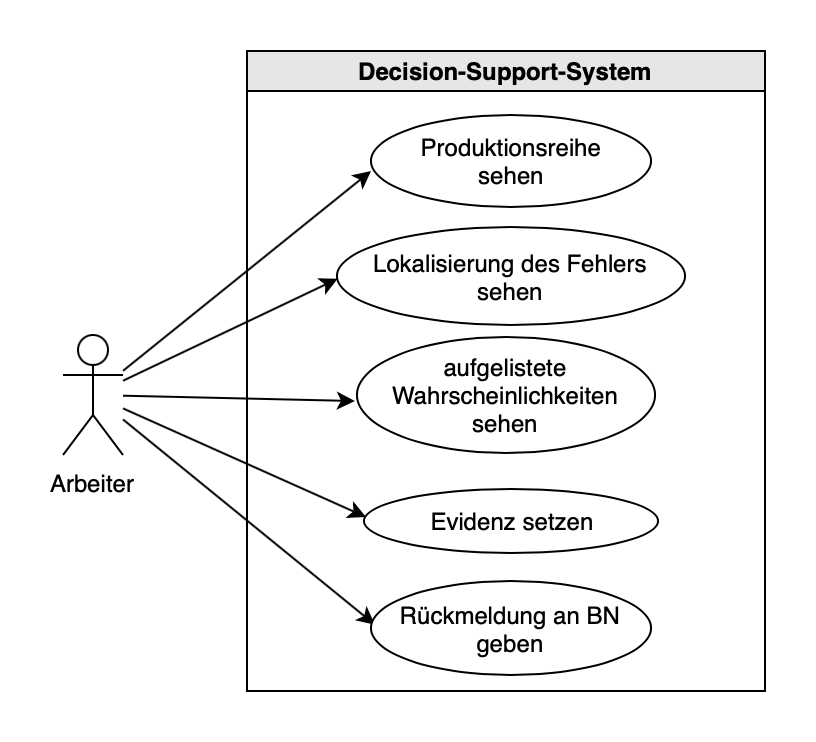 Decision-Support-System
Produktionsreihe
sehen
Lokalisierung des Fehlers
sehen
aufgelistete
Wahrscheinlichkeiten
sehen
Arbeiter
Evidenz setzen
Rückmeldung an BN
geben